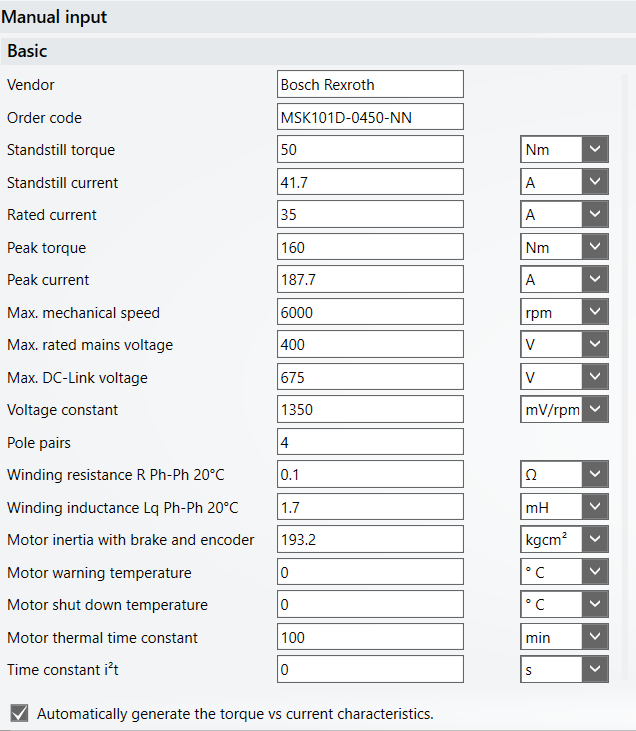 Manual input
Basic
Vendor Bosch Rexroth
Order code MSK101D-0450-NN
Standstill torque 50 Nm
Standstill current 41.7 A
Rated current 35 A
Peak torque 160 Nm
Peak current 187.7 A
Max. mechanical speed 6000 rpm
Max. rated mains voltage 400 V
Max. DC-Link voltage 675 V
Voltage constant 1350 mV/rpm
Pole pairs 4
Winding resistance R Ph-Ph 20°C 0.1 Ω
Winding inductance Lq Ph-Ph 20°C 1.7 mH
Motor inertia with brake and encoder 193.2 kgcm²
Motor warning temperature 0 ° C
Motor shut down temperature 0 ° C
Motor thermal time constant 100 min
Time constant i²t 0 s
Automatically generate the torque vs current characteristics.